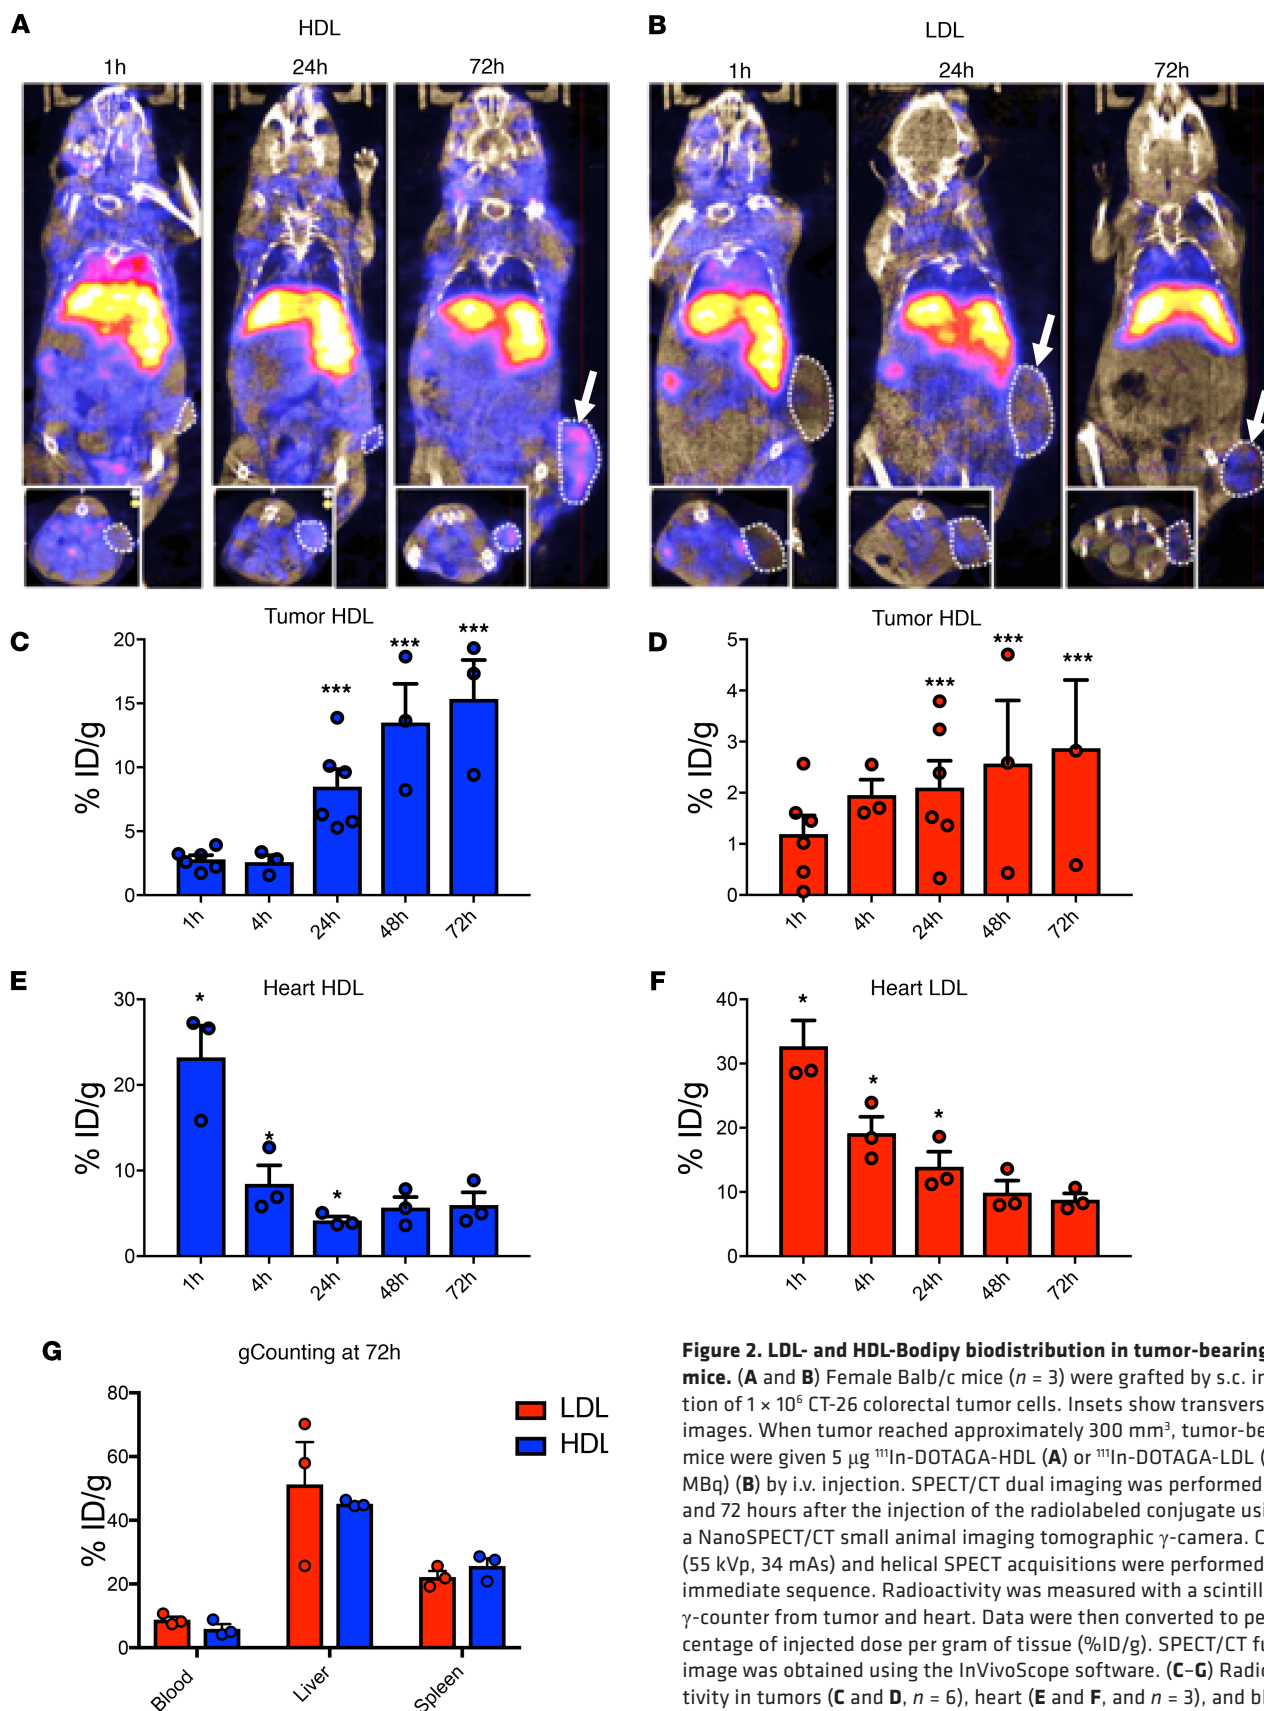 A
HDL
1h 24h 72h
B
LDL
1h 24h 72h
C
Tumor HDL
% ID/g
20
15
10
5
0
*** *** ***
1h 4h 24h 48h 72h
D
Tumor HDL
% ID/g
5
4
3
2
1
0
*** *** ***
1h 4h 24h 48h 72h
E
Heart HDL
% ID/g
30
20
10
0
* * *
1h 4h 24h 48h 72h
F
Heart LDL
% ID/g
40
30
20
10
0
* * *
1h 4h 24h 48h 72h
G
gCounting at 72h
% ID/g
80
60
40
20
0
LDL
HDL
Blood Liver Spleen
Figure 2. LDL- and HDL-Bodipy biodistribution in tumor-bearing
mice. (A and B) Female Balb/c mice (n = 3) were grafted by s.c. in
tion of 1 × 10⁶ CT-26 colorectal tumor cells. Insets show transvers
images. When tumor reached approximately 300 mm³, tumor-be
mice were given 5 μg ¹¹¹In-DOTAGA-HDL (A) or ¹¹¹In-DOTAGA-LDL (
MBq) (B) by i.v. injection. SPECT/CT dual imaging was performed
and 72 hours after the injection of the radiolabeled conjugate usi
a NanoSPECT/CT small animal imaging tomographic γ-camera. C
(55 kVp, 34 mAs) and helical SPECT acquisitions were performed
immediate sequence. Radioactivity was measured with a scintill
γ-counter from tumor and heart. Data were then converted to pe
centage of injected dose per gram of tissue (%ID/g). SPECT/CT fu
image was obtained using the InVivoScope software. (C–G) Radio
tivity in tumors (C and D, n = 6), heart (E and F, and n = 3), and bl